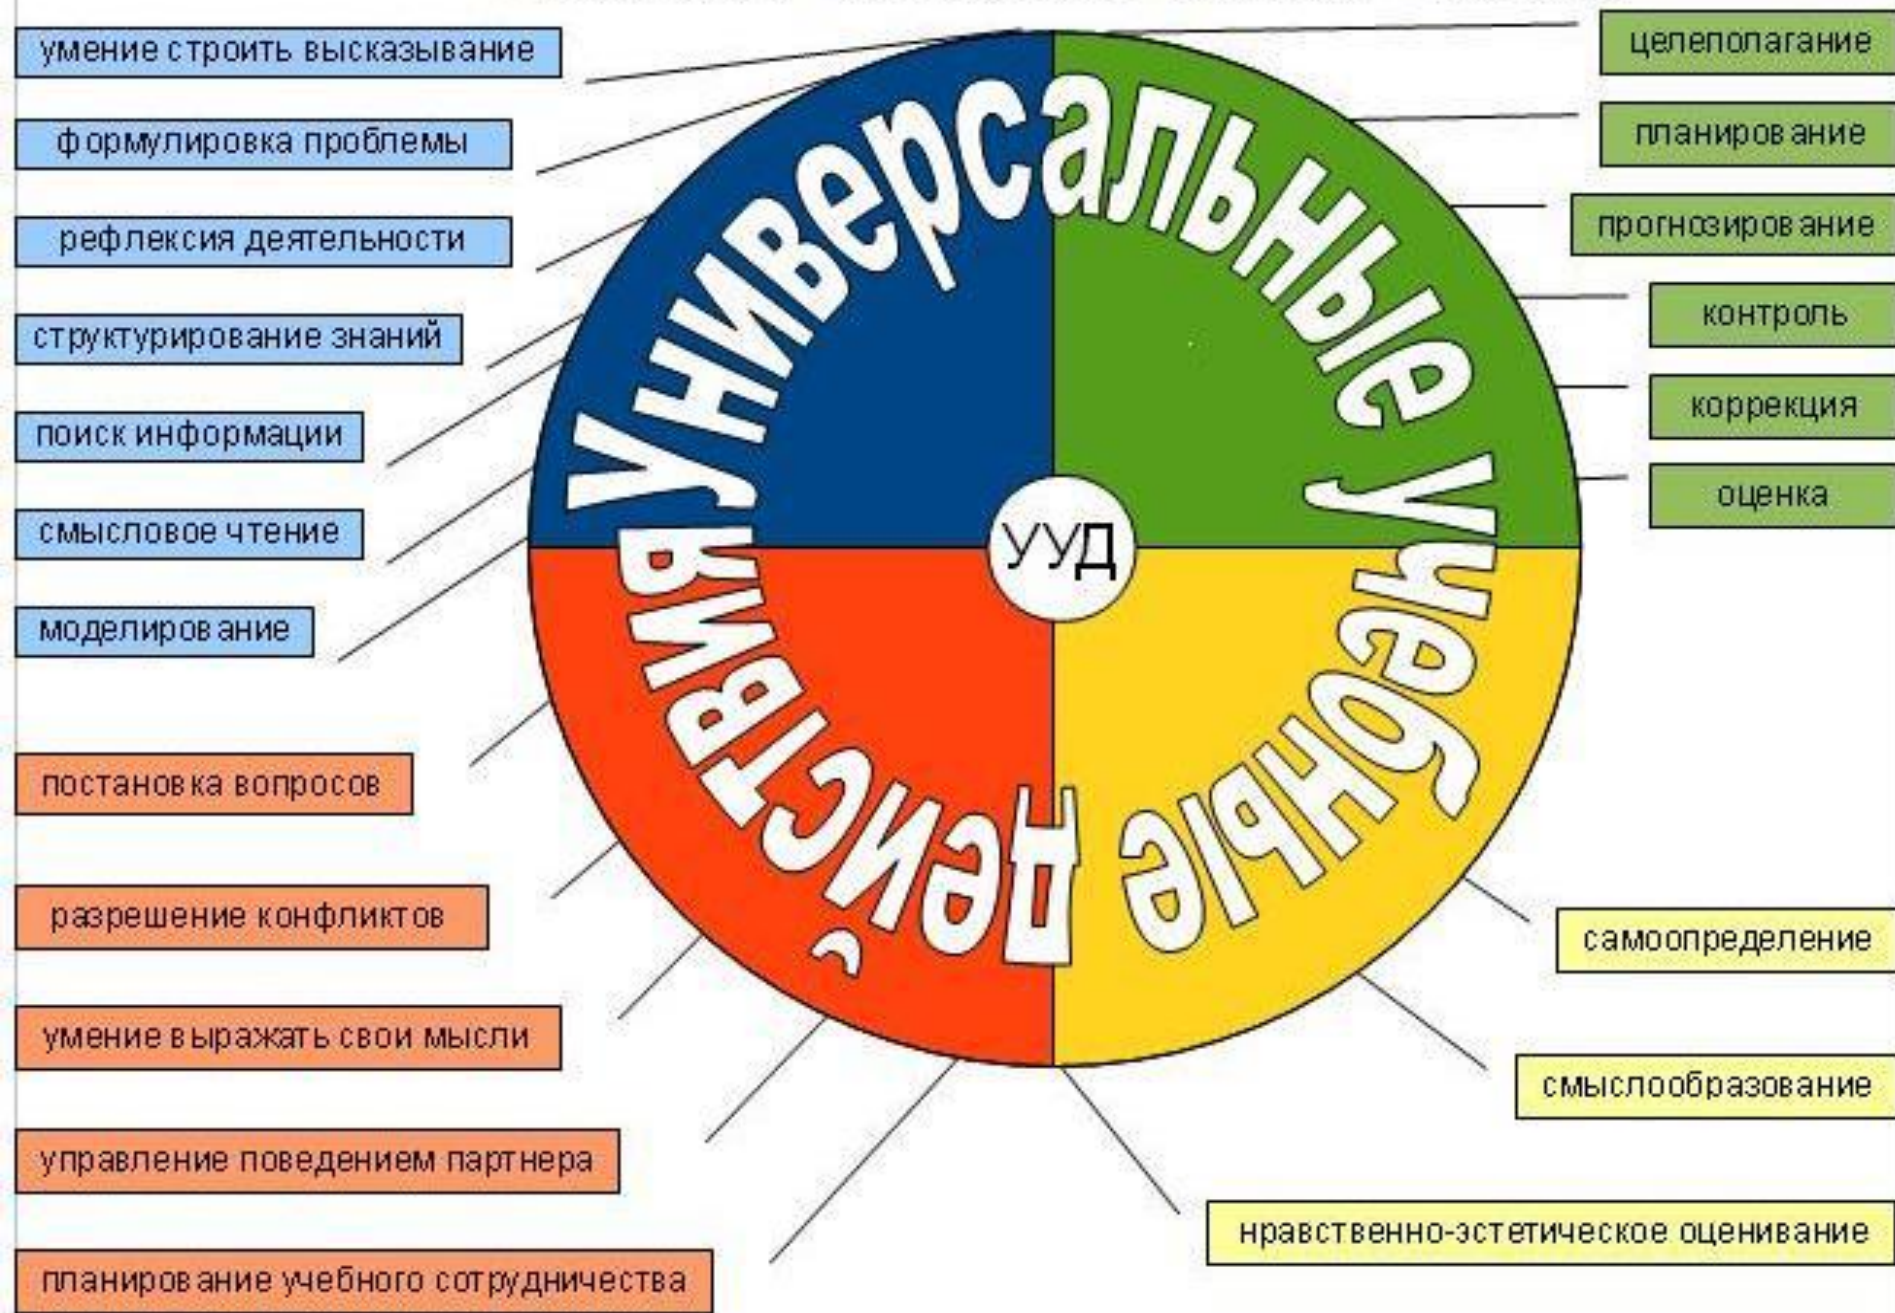 умение строить высказывание
формулировка проблемы
рефлексия деятельности
структурирование знаний
поиск информации
смысловое чтение
моделирование
постановка вопросов
разрешение конфликтов
умение выражать свои мысли
управление поведением партнера
планирование учебного сотрудничества
Универсальные учебные действия
УУД
целеполагание
планирование
прогнозирование
контроль
коррекция
оценка
самоопределение
смыслообразование
нравственно-эстетическое оценивание